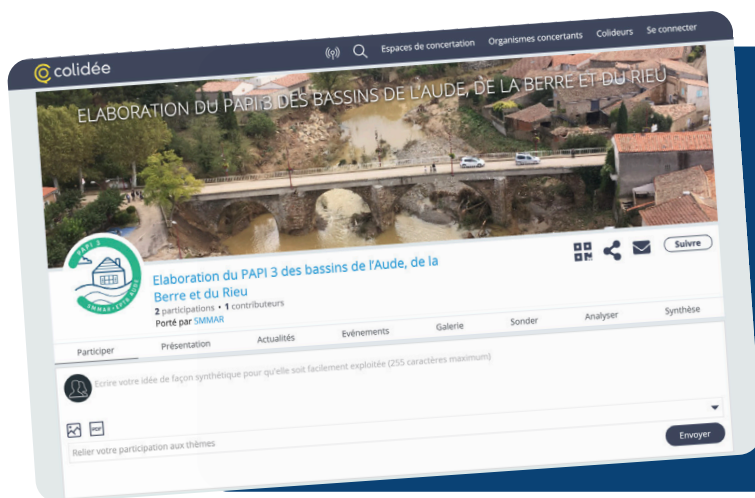 colidée
Espaces de concertation Organismes concertants Colideurs Se connecter
ELABORATION DU PAPI 3 DES BASSINS DE L'AUDE, DE LA BERRE ET DU RIEU
PAPI 3
SMMAR • EPTB AUDE
Elaboration du PAPI 3 des bassins de l'Aude, de la
Berre et du Rieu
2 participations • 1 contributeurs
Porté par SMMAR
Suivre
Participer Présentation Actualités Evénements Galerie Sonder Analyser Synthèse
Ecrire votre idée de façon synthétique pour qu'elle soit facilement exploitée (255 caractères maximum)
PDF
Relier votre participation aux thèmes
Envoyer